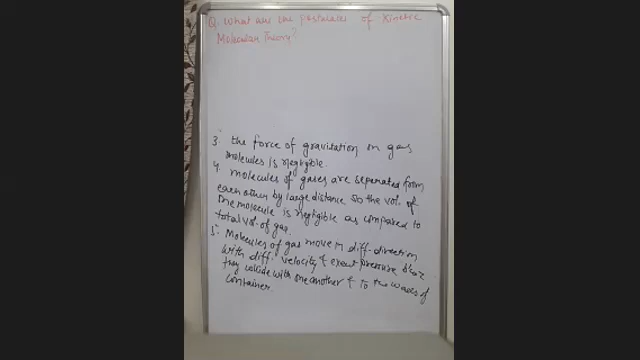 Q. What are the postulates of Kinetic
Molecular Theory?
3. the force of gravitation on gas
molecules is negligible.
4. molecules of gases are separated from
each other by large distance so the vol. of
one molecule is negligible as compared to
total vol. of gas.
5. Molecules of gas move in diff. direction
with diff. velocity & exert pressure b'coz
they collide with one another & to the walls of
container.